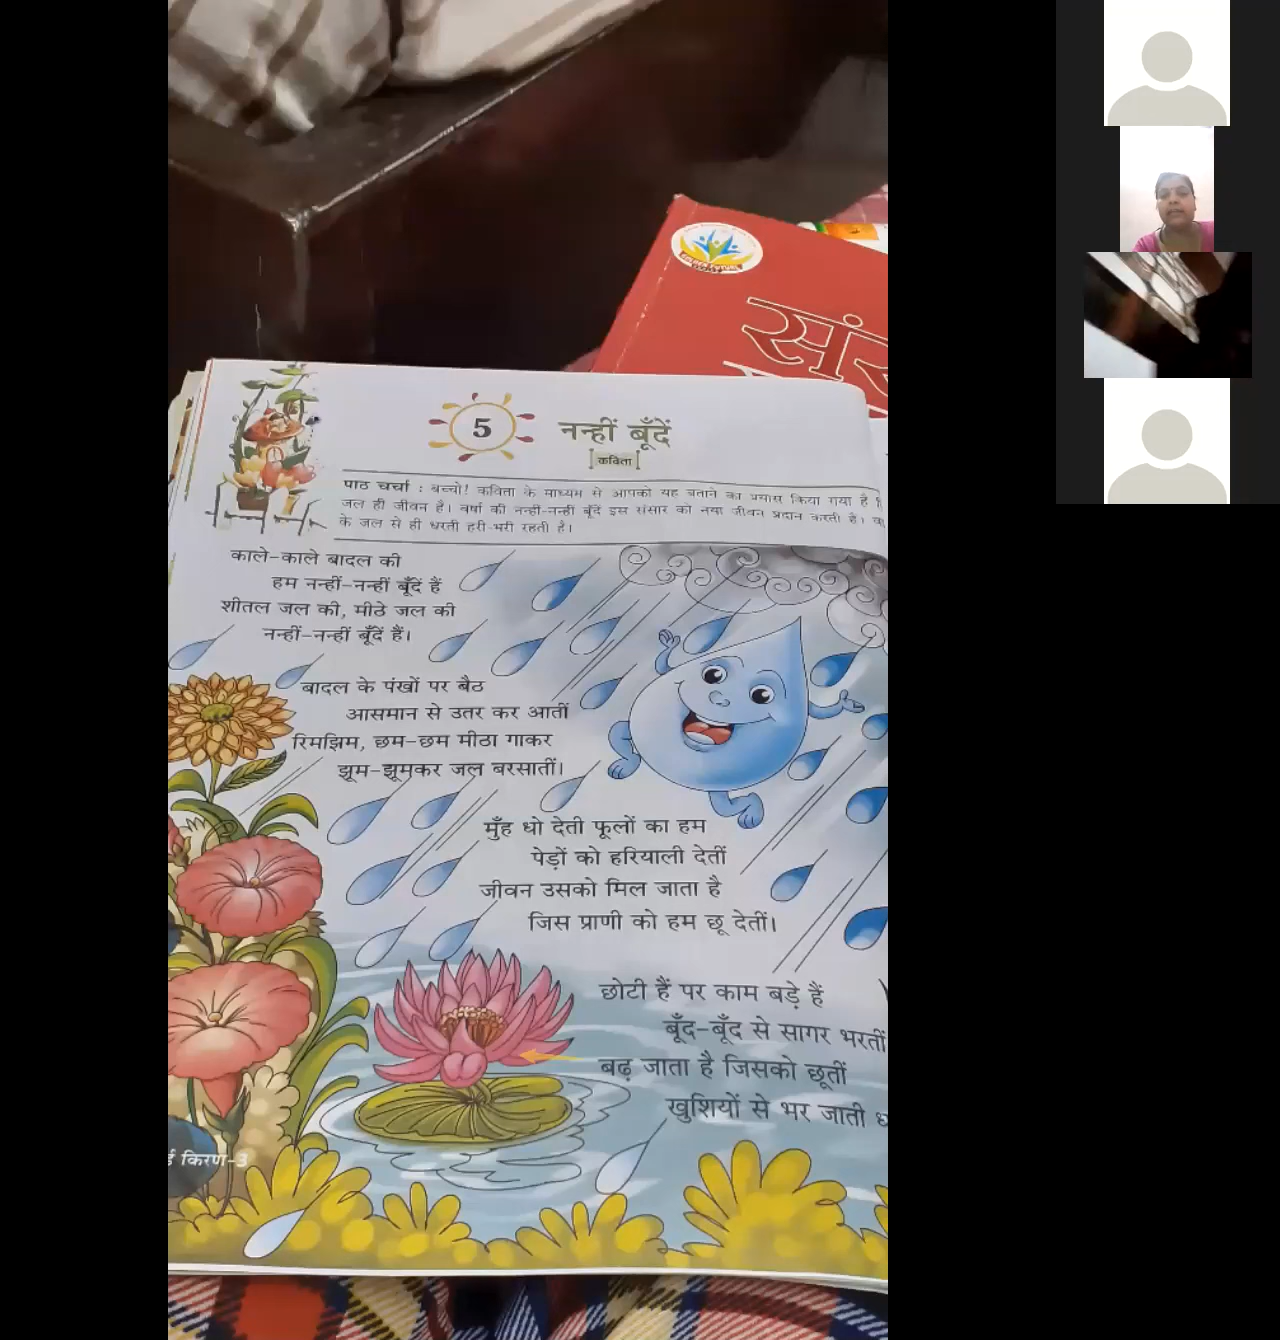 संस
5
नन्हीं बूँदें
कविता
पाठ चर्चा : बच्चो! कविता के माध्यम से आपको यह बताने का प्रयास किया गया है
जल ही जीवन है। वर्षा की नन्हीं-नन्हीं बूँदें इस संसार को नया जीवन प्रदान करती हैं।
के जल से ही धरती हरी-भरी रहती है।
काले-काले बादल की
हम नन्हीं-नन्हीं बूँदें हैं
शीतल जल की, मीठे जल की
नन्हीं-नन्हीं बूँदें हैं।
बादल के पंखों पर बैठ
आसमान से उतर कर आतीं
रिमझिम, छम-छम मीठा गाकर
झूम-झूमकर जल बरसातीं।
मुँह धो देती फूलों का हम
पेड़ों को हरियाली देतीं
जीवन उसको मिल जाता है
जिस प्राणी को हम छू देतीं।
छोटी हैं पर काम बड़े हैं
बूँद-बूँद से सागर भरतीं
बढ़ जाता है जिसको छूतीं
खुशियों से भर जाती
किरण-3